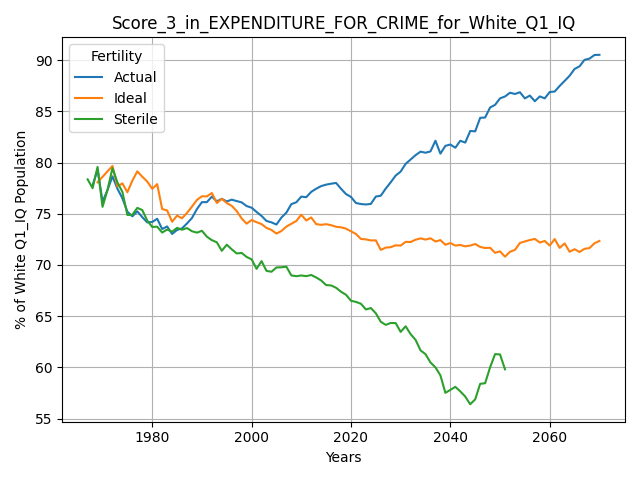 Score_3_in_EXPENDITURE_FOR_CRIME_for_White_Q1_IQ
Fertility
Actual
Ideal
Sterile
% of White Q1_IQ Population
90
85
80
75
70
65
60
55
1980
2000
2020
2040
2060
Years